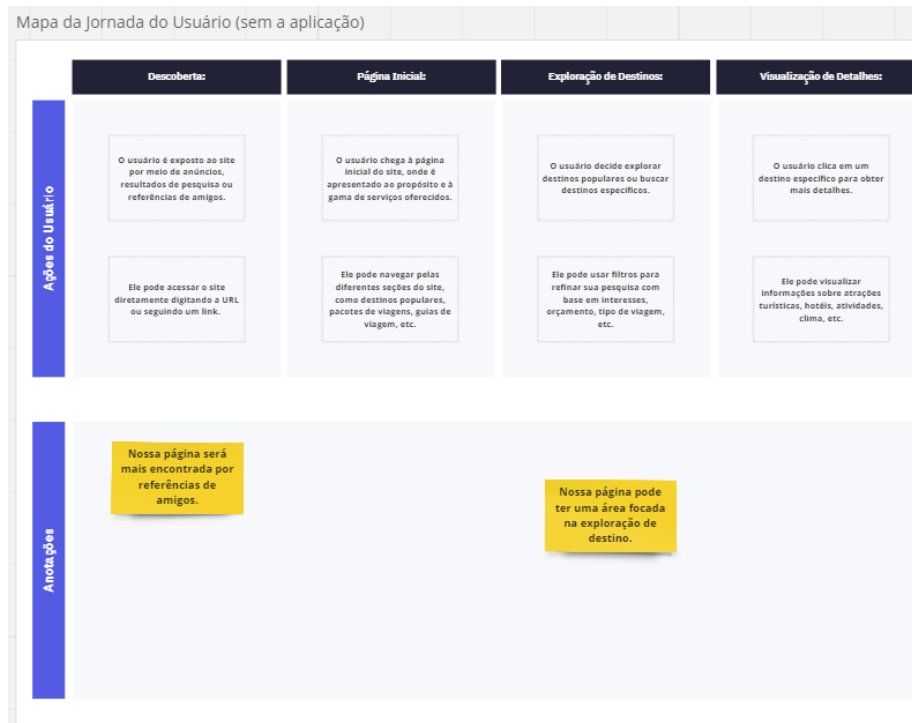 Mapa da Jornada do Usuário (sem a aplicação)
Descoberta:
Página Inicial:
Exploração de Destinos:
Visualização de Detalhes:
Ações do Usuário
O usuário é exposto ao site
por meio de anúncios,
resultados de pesquisa ou
referências de amigos.
O usuário chega à página
inicial do site, onde é
apresentado ao propósito e à
gama de serviços oferecidos.
O usuário decide explorar
destinos populares ou buscar
destinos específicos.
O usuário clica em um
destino específico para obter
mais detalhes.
Ele pode acessar o site
diretamente digitando a URL
ou seguindo um link.
Ele pode navegar pelas
diferentes seções do site,
como destinos populares,
pacotes de viagens, guias de
viagem, etc.
Ele pode usar filtros para
refinar sua pesquisa com
base em interesses,
orçamento, tipo de viagem,
etc.
Ele pode visualizar
informações sobre atrações
turísticas, hotéis, atividades,
clima, etc.
Anotações
Nossa página será
mais encontrada por
referências de
amigos.
Nossa página pode
ter uma área focada
na exploração de
destino.